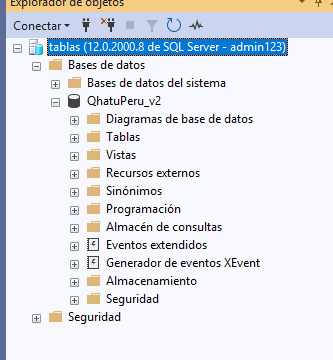 Explorador de objetos
Conectar
tablas (12.0.2000.8 de SQL Server - admin123)
Bases de datos
Bases de datos del sistema
QhatuPeru_v2
Diagramas de base de datos
Tablas
Vistas
Recursos externos
Sinónimos
Programación
Almacén de consultas
Eventos extendidos
Generador de eventos XEvent
Almacenamiento
Seguridad
Seguridad